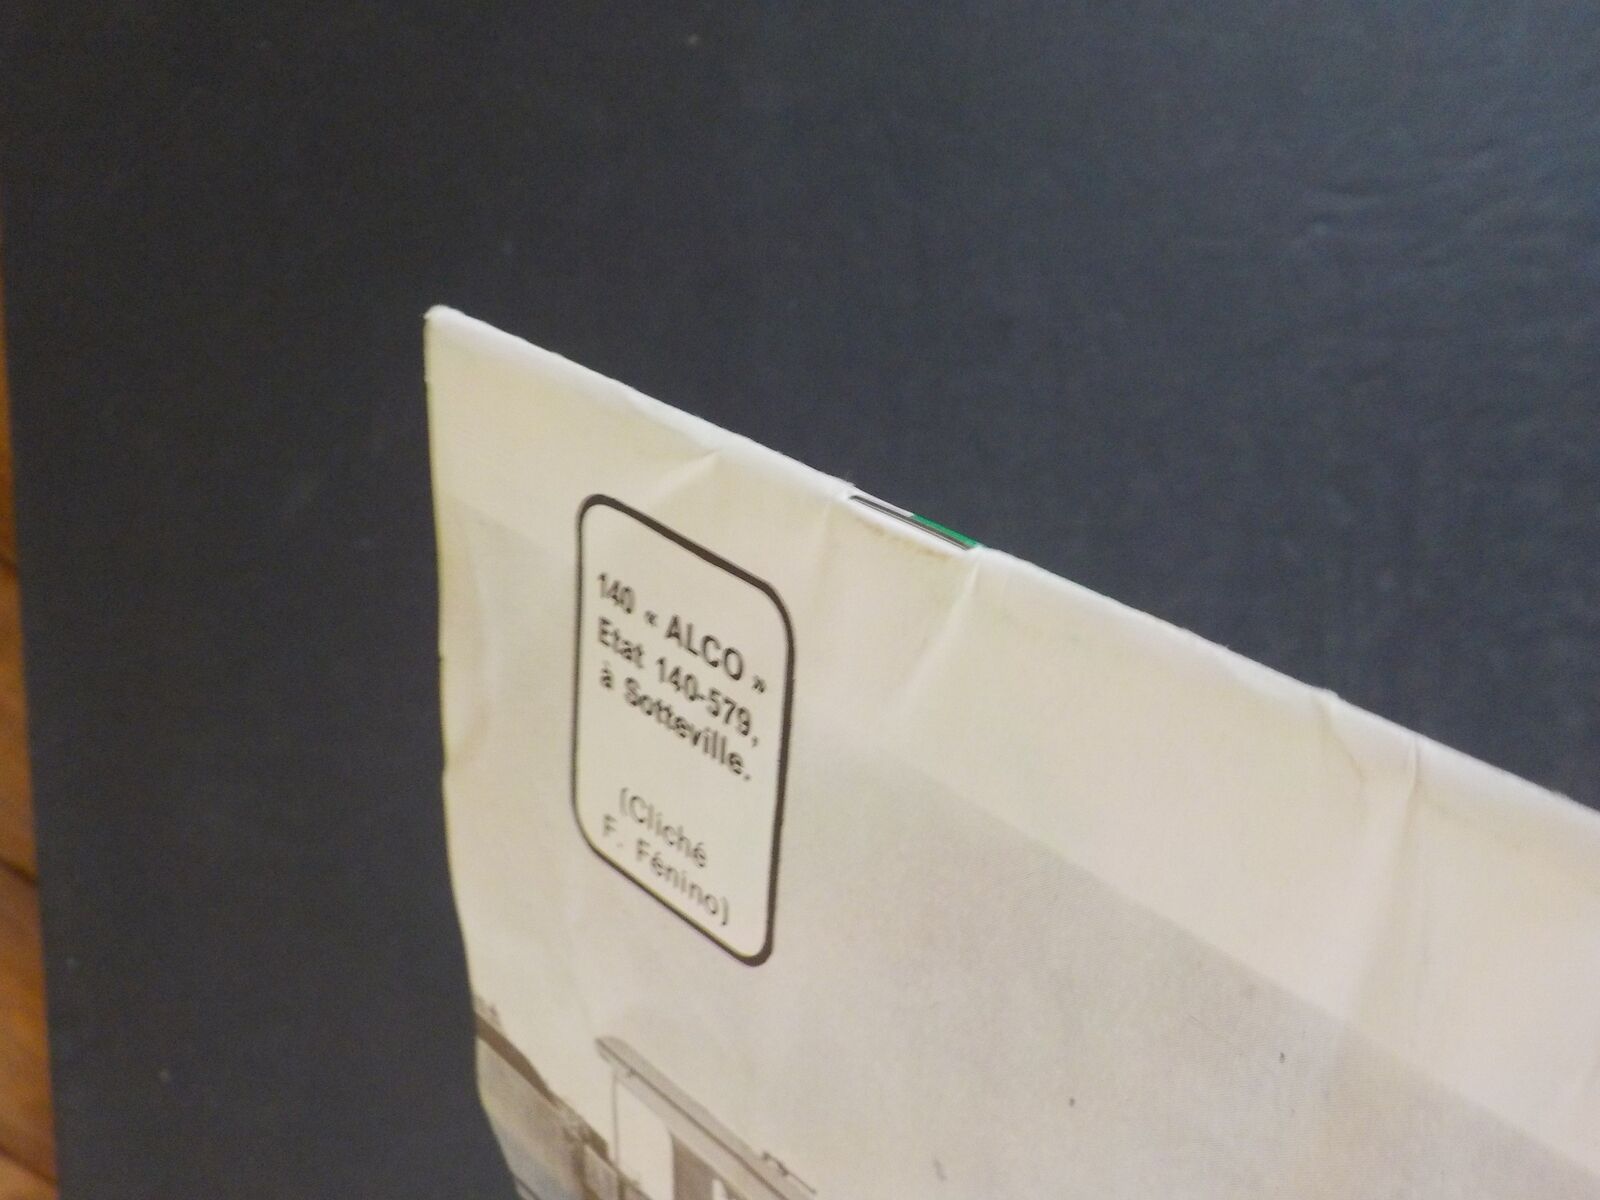 140 « ALCO »
Etat 140-579,
à Sotteville.
(Cliché
F. Fénino)